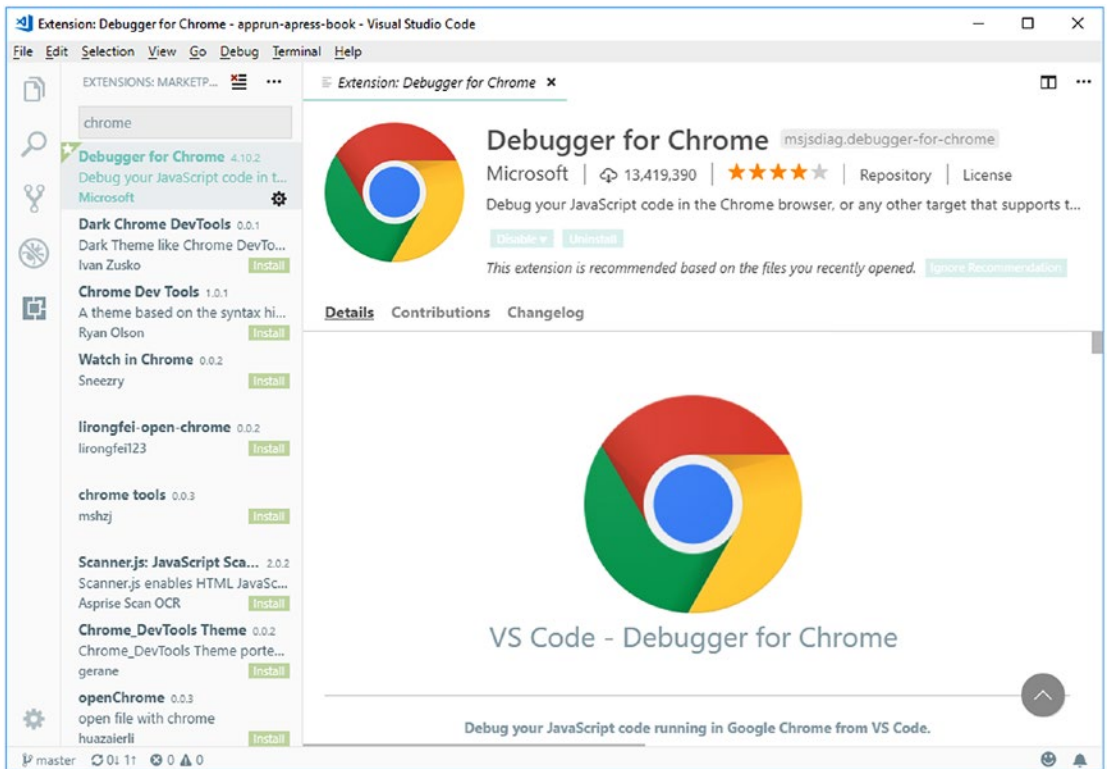 Extension: Debugger for Chrome - apprun-apress-book - Visual Studio Code
File Edit Selection View Go Debug Terminal Help
EXTENSIONS: MARKETP...
chrome
Debugger for Chrome 4.10.2
Debug your JavaScript code in t...
Microsoft
Dark Chrome DevTools 0.0.1
Dark Theme like Chrome DevTo...
Ivan Zusko Install
Chrome Dev Tools 1.0.1
A theme based on the syntax hi...
Ryan Olson Install
Watch in Chrome 0.0.2
Sneezry Install
lirongfei-open-chrome 0.0.2
lirongfei123 Install
chrome tools 0.0.3
mshzj Install
Scanner.js: JavaScript Sca... 2.0.2
Scanner.js enables HTML JavaSc...
Asprise Scan OCR Install
Chrome_DevTools Theme 0.0.2
Chrome_DevTools Theme porte...
gerane Install
openChrome 0.0.3
open file with chrome
huazaierli Install
Extension: Debugger for Chrome
Debugger for Chrome msjsdiag.debugger-for-chrome
Microsoft 13,419,390 Repository License
Debug your JavaScript code in the Chrome browser, or any other target that supports t...
Disable Uninstall
This extension is recommended based on the files you recently opened. Ignore Recommendation
Details Contributions Changelog
VS Code - Debugger for Chrome
Debug your JavaScript code running in Google Chrome from VS Code.
master 0↓ 1↑ 0 0